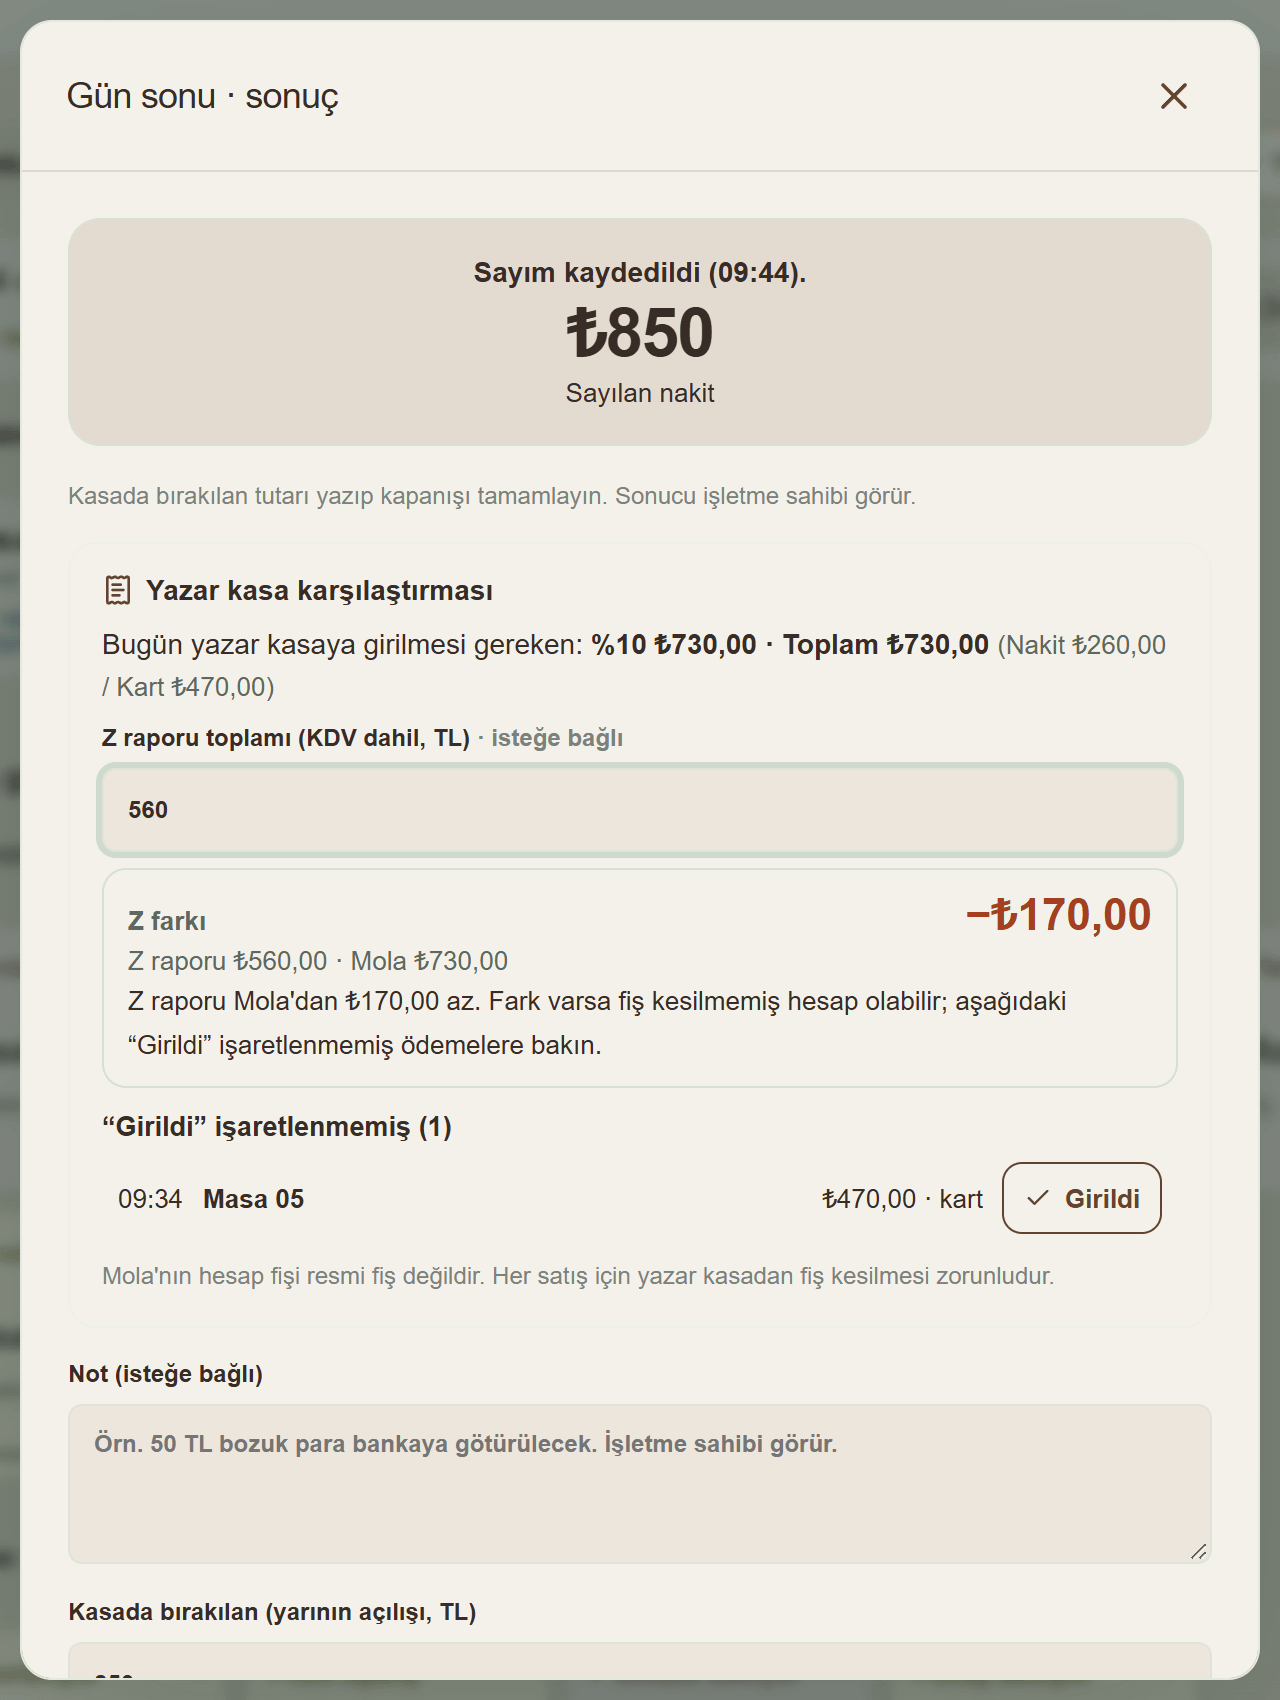 Gün sonu · sonuç
Sayım kaydedildi (09:44).
₺850
Sayılan nakit
Kasada bırakılan tutarı yazıp kapanışı tamamlayın. Sonucu işletme sahibi görür.
Yazar kasa karşılaştırması
Bugün yazar kasaya girilmesi gereken: %10 ₺730,00 · Toplam ₺730,00 (Nakit ₺260,00
/ Kart ₺470,00)
Z raporu toplamı (KDV dahil, TL) · isteğe bağlı
560
Z farkı
−₺170,00
Z raporu ₺560,00 · Mola ₺730,00
Z raporu Mola'dan ₺170,00 az. Fark varsa fiş kesilmemiş hesap olabilir; aşağıdaki
“Girildi” işaretlenmemiş ödemelere bakın.
“Girildi” işaretlenmemiş (1)
09:34 Masa 05 ₺470,00 · kart Girildi
Mola'nın hesap fişi resmi fiş değildir. Her satış için yazar kasadan fiş kesilmesi zorunludur.
Not (isteğe bağlı)
Örn. 50 TL bozuk para bankaya götürülecek. İşletme sahibi görür.
Kasada bırakılan (yarının açılışı, TL)